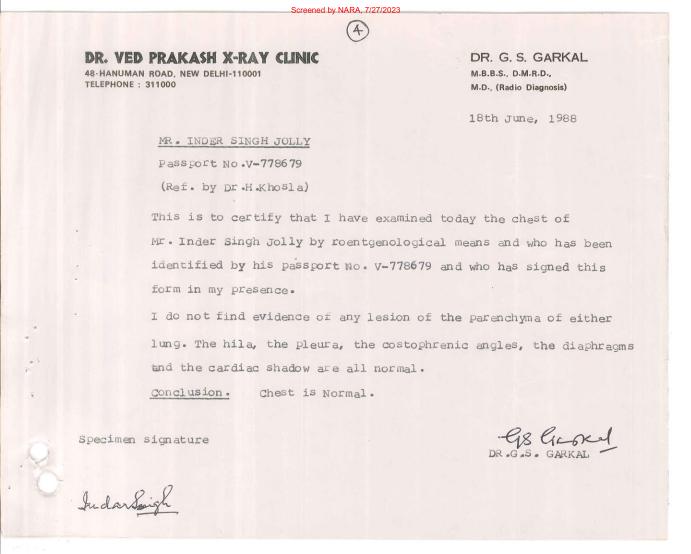 Screened by NARA, 7/27/2023
4
DR. VED PRAKASH X-RAY CLINIC
48-HANUMAN ROAD, NEW DELHI-110001
TELEPHONE : 311000
DR. G. S. GARKAL
M.B.B.S., D.M.R.D.,
M.D., (Radio Diagnosis)
18th June, 1988
MR. INDER SINGH JOLLY
Passport No.V-778679
(Ref. by Dr.H.Khosla)
This is to certify that I have examined today the chest of
Mr. Inder Singh Jolly by roentgenological means and who has been
identified by his passport No. V-778679 and who has signed this
form in my presence.
I do not find evidence of any lesion of the parenchyma of either
lung. The hila, the pleura, the costophrenic angles, the diaphragms
and the cardiac shadow are all normal.
Conclusion. Chest is Normal.
Specimen signature
GS Garkal
DR.G.S. GARKAL
Inder Singh